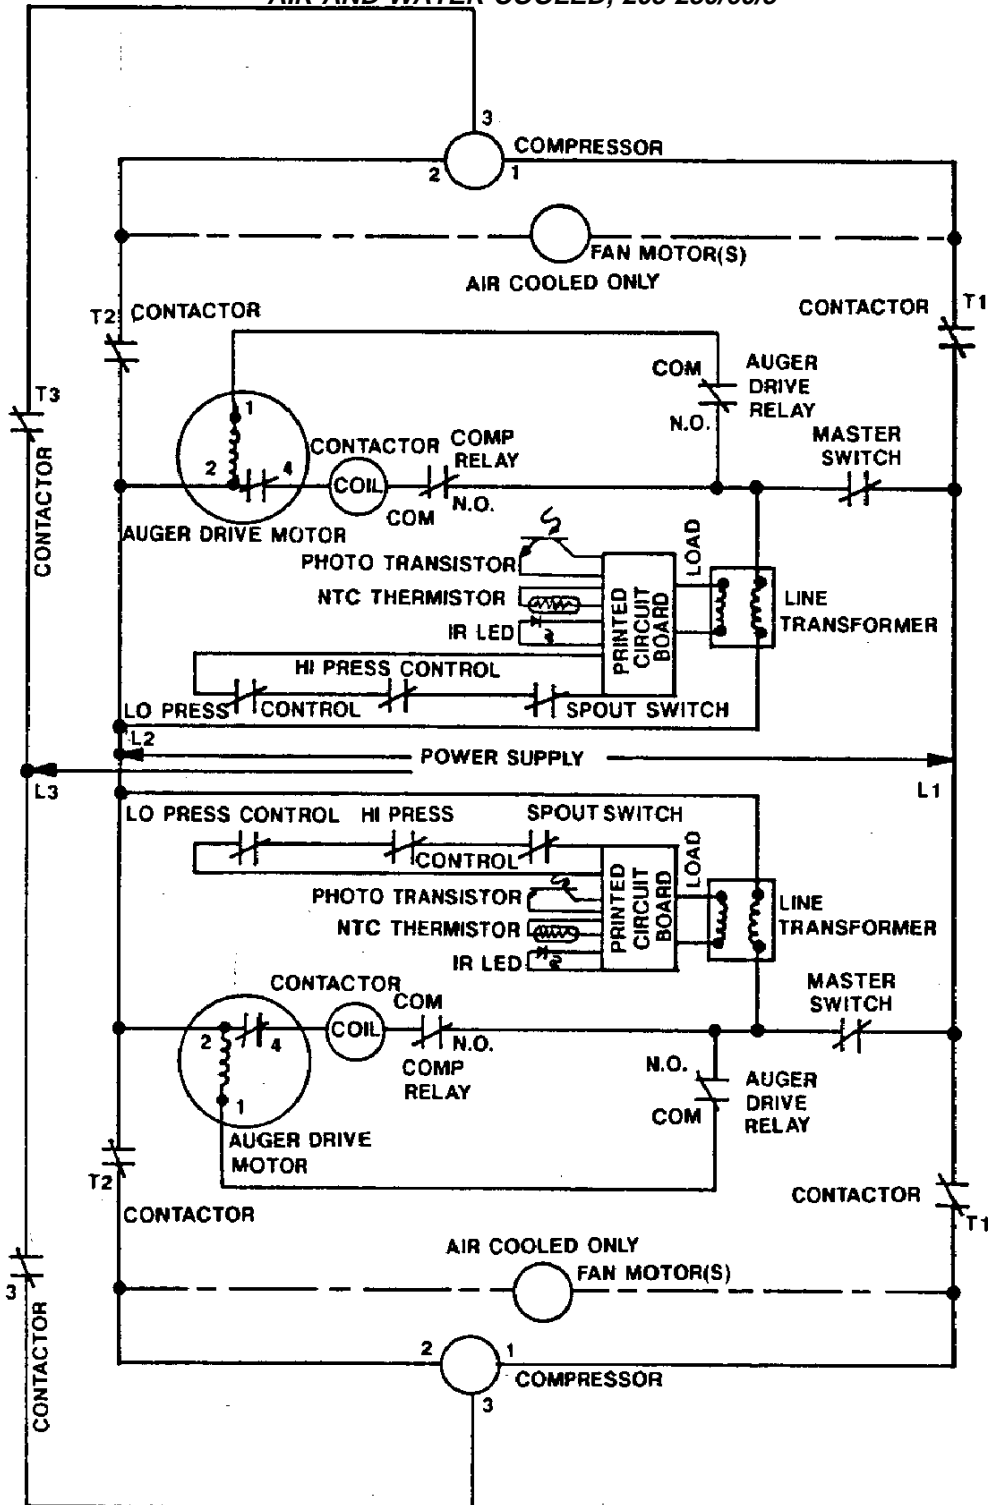 AIR AND WATER COOLED, 208-230/60/3
3
COMPRESSOR
2
1
FAN MOTOR(S)
AIR COOLED ONLY
T2
CONTACTOR
CONTACTOR
T1
T3
COM
AUGER
DRIVE
RELAY
N.O.
1
CONTACTOR
COMP
RELAY
MASTER
SWITCH
2
4
COIL
COM
N.O.
CONTACTOR
AUGER DRIVE MOTOR
PHOTO TRANSISTOR
LOAD
NTC THERMISTOR
PRINTED
CIRCUIT
BOARD
LINE
TRANSFORMER
IR LED
HI PRESS CONTROL
LO PRESS
CONTROL
SPOUT SWITCH
L2
POWER SUPPLY
L3
L1
LO PRESS CONTROL
HI PRESS
CONTROL
SPOUT SWITCH
LOAD
PHOTO TRANSISTOR
PRINTED
CIRCUIT
BOARD
LINE
TRANSFORMER
NTC THERMISTOR
IR LED
CONTACTOR
COM
MASTER
SWITCH
2
4
COIL
N.O.
COMP
RELAY
N.O.
COM
AUGER
DRIVE
RELAY
1
AUGER DRIVE
MOTOR
T2
CONTACTOR
CONTACTOR
T1
AIR COOLED ONLY
FAN MOTOR(S)
3
CONTACTOR
2
1
COMPRESSOR
3